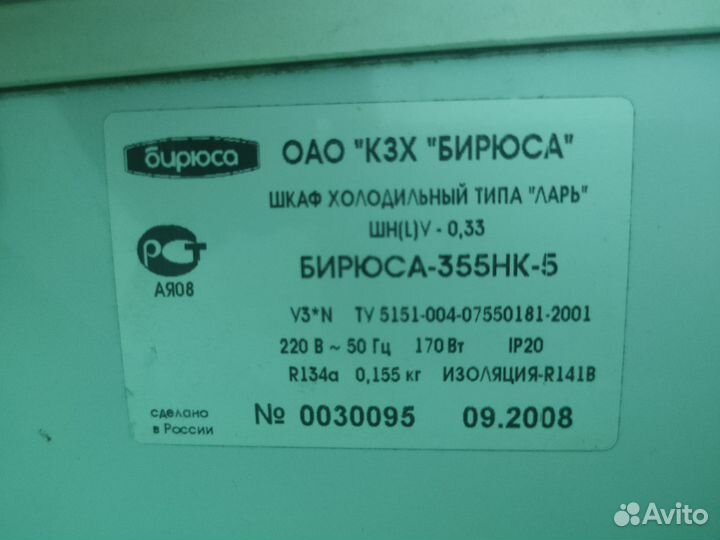 бирюса
ОАО "КЗХ "БИРЮСА"
ШКАФ ХОЛОДИЛЬНЫЙ ТИПА "ЛАРЬ"
ШН(L)V - 0,33
БИРЮСА-355НК-5
РСТ
АЯ08
У3*N ТУ 5151-004-07550181-2001
220 В ~ 50 Гц 170 Вт IP20
R134a 0,155 кг ИЗОЛЯЦИЯ-R141B
сделано
в России
№ 0030095 09.2008
Avito